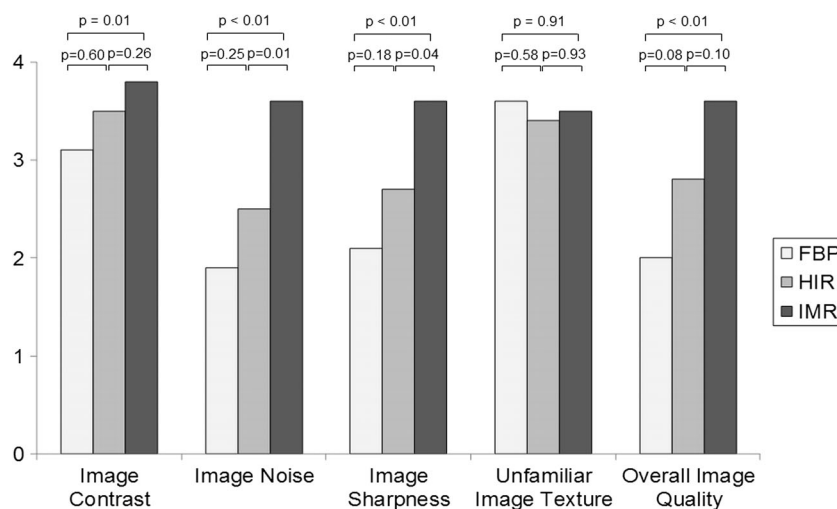 p = 0.01 p < 0.01 p < 0.01 p = 0.91 p < 0.01
p=0.60 p=0.26 p=0.25 p=0.01 p=0.18 p=0.04 p=0.58 p=0.93 p=0.08 p=0.10
4
3
2
1
0
FBP
HIR
IMR
Image Contrast
Image Noise
Image Sharpness
Unfamiliar Image Texture
Overall Image Quality